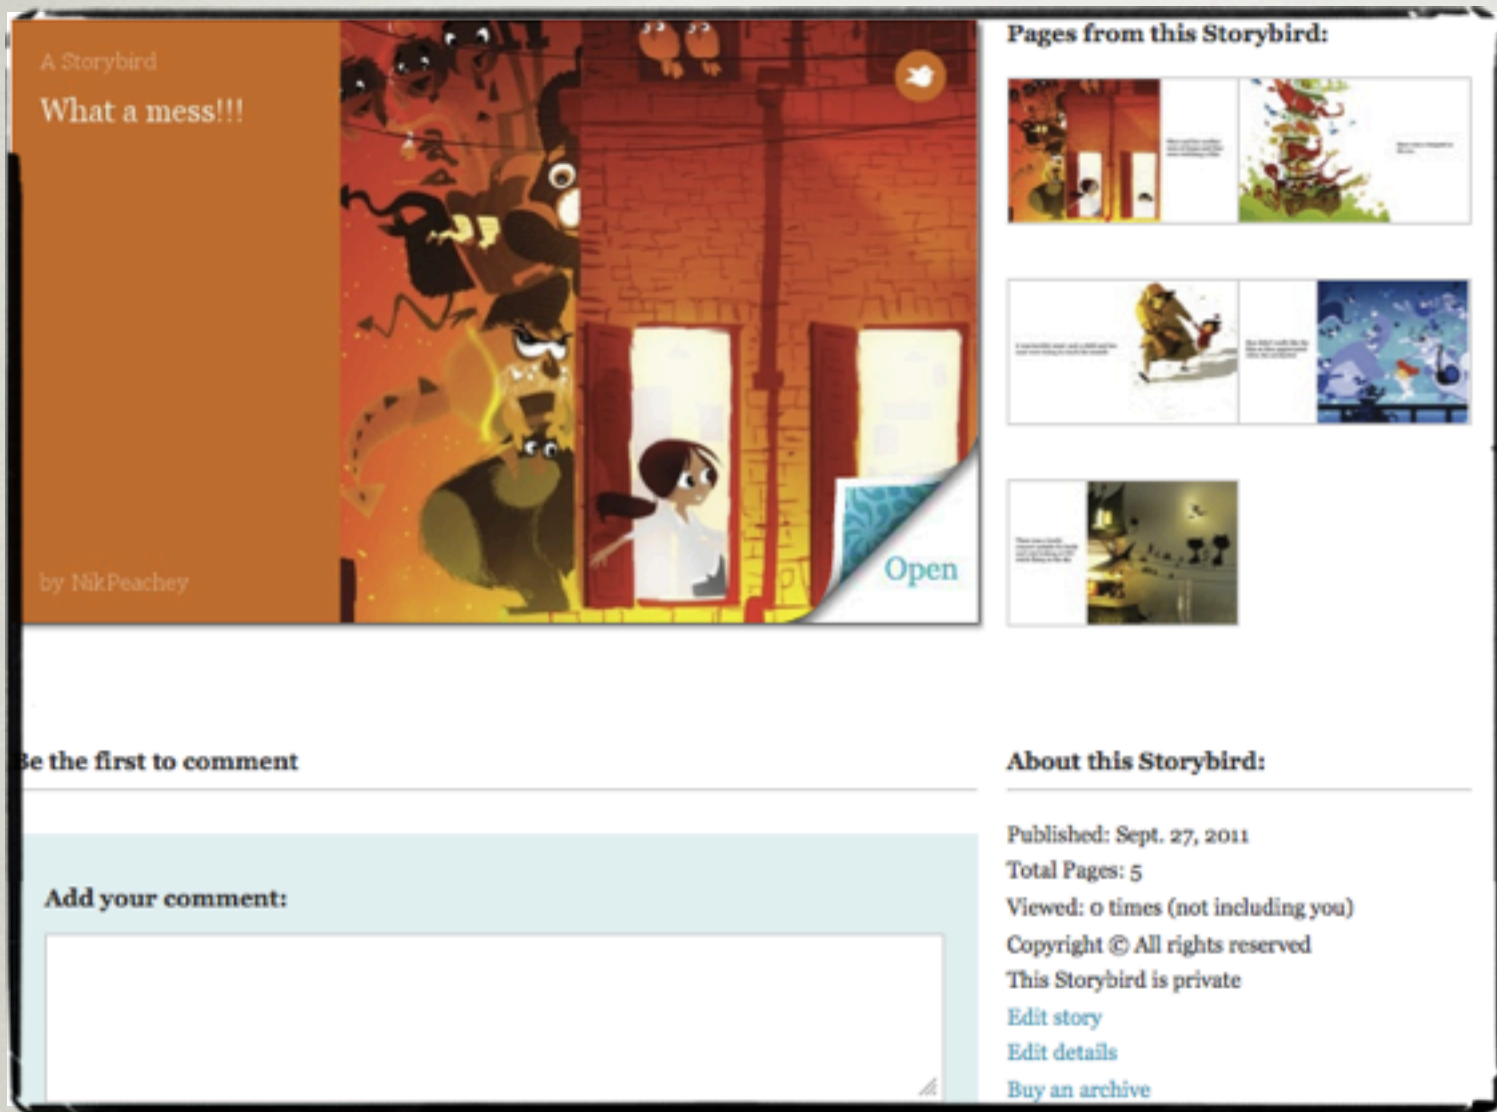 A Storybird
What a mess!!!
by NikPeachey
Open
Pages from this Storybird:
Be the first to comment
Add your comment:
About this Storybird:
Published: Sept. 27, 2011
Total Pages: 5
Viewed: 0 times (not including you)
Copyright © All rights reserved
This Storybird is private
Edit story
Edit details
Buy an archive